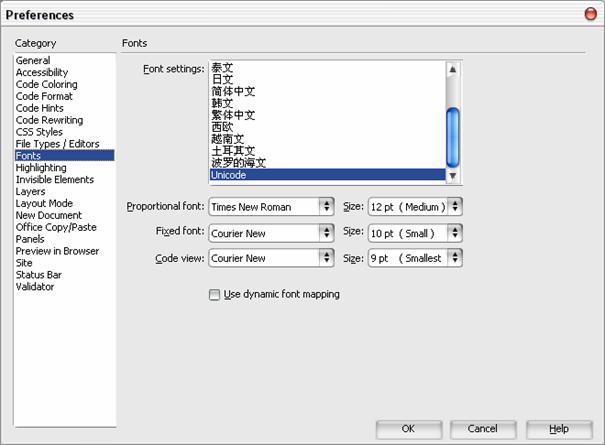 Preferences
Category
Fonts
General
Accessibility
Code Coloring
Code Format
Code Hints
Code Rewriting
CSS Styles
File Types / Editors
Fonts
Highlighting
Invisible Elements
Layers
Layout Mode
New Document
Office Copy/Paste
Panels
Preview in Browser
Site
Status Bar
Validator
Font settings:
泰文
日文
简体中文
韩文
繁体中文
西欧
越南文
土耳其文
波罗的海文
Unicode
Proportional font: Times New Roman Size: 12 pt ( Medium )
Fixed font: Courier New Size: 10 pt ( Small )
Code view: Courier New Size: 9 pt ( Smallest
Use dynamic font mapping
OK Cancel Help